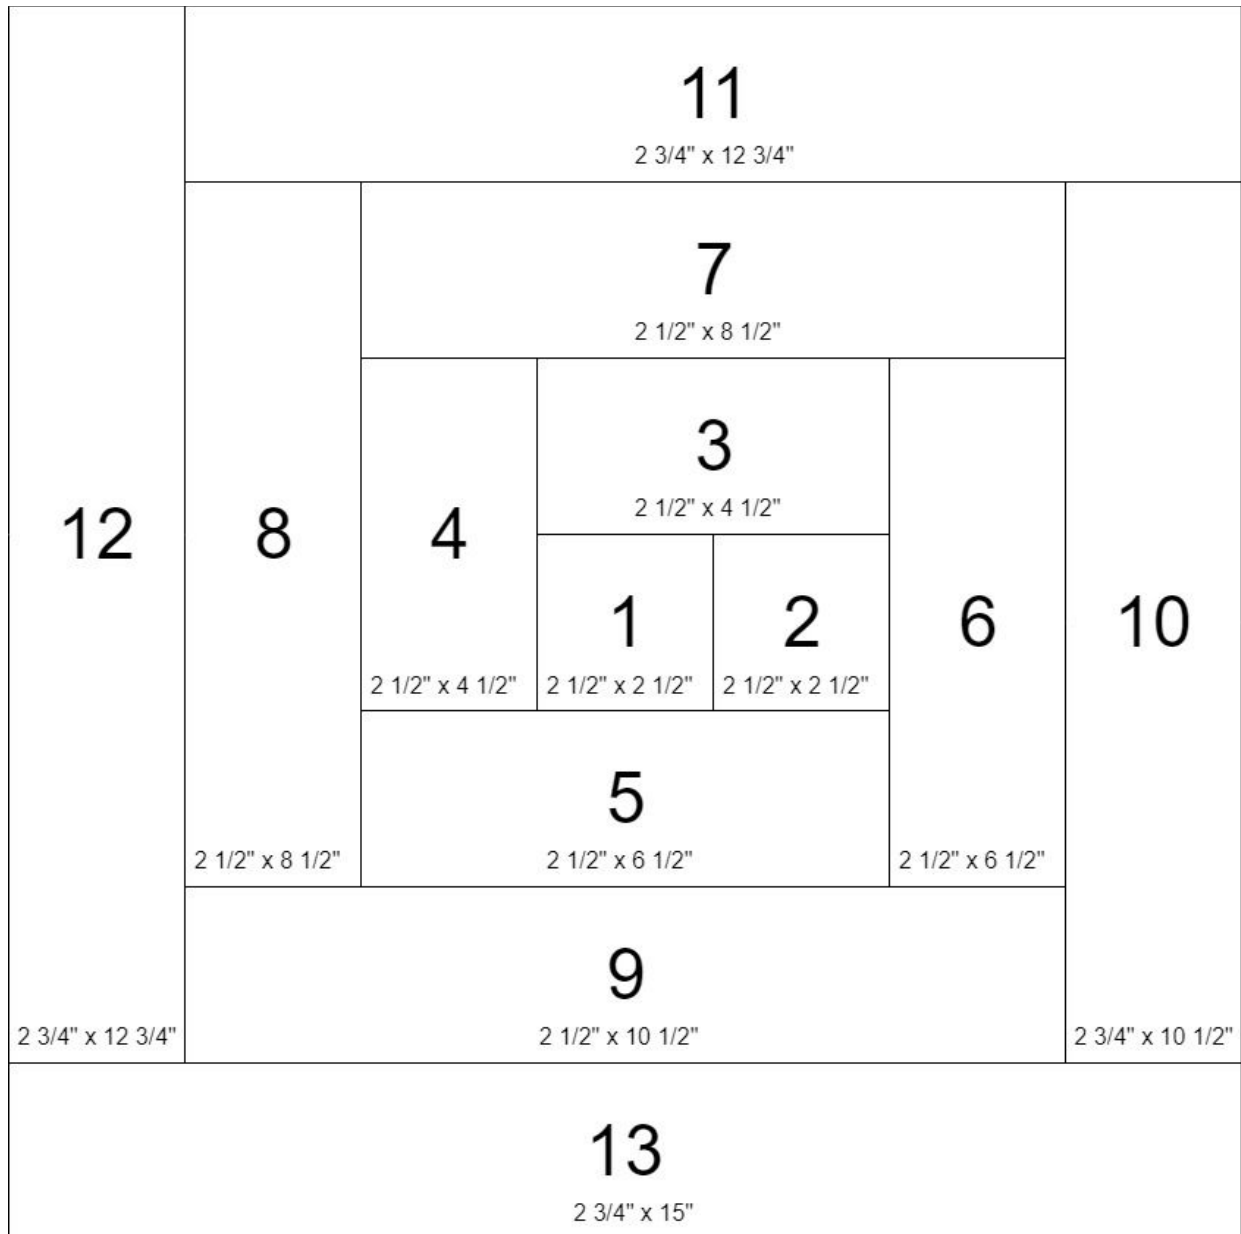 11
2 3/4" x 12 3/4"
7
2 1/2" x 8 1/2"
3
2 1/2" x 4 1/2"
12
8
4
1
2
6
10
2 1/2" x 4 1/2"
2 1/2" x 2 1/2"
2 1/2" x 2 1/2"
5
2 1/2" x 8 1/2"
2 1/2" x 6 1/2"
2 1/2" x 6 1/2"
9
2 3/4" x 12 3/4"
2 1/2" x 10 1/2"
2 3/4" x 10 1/2"
13
2 3/4" x 15"